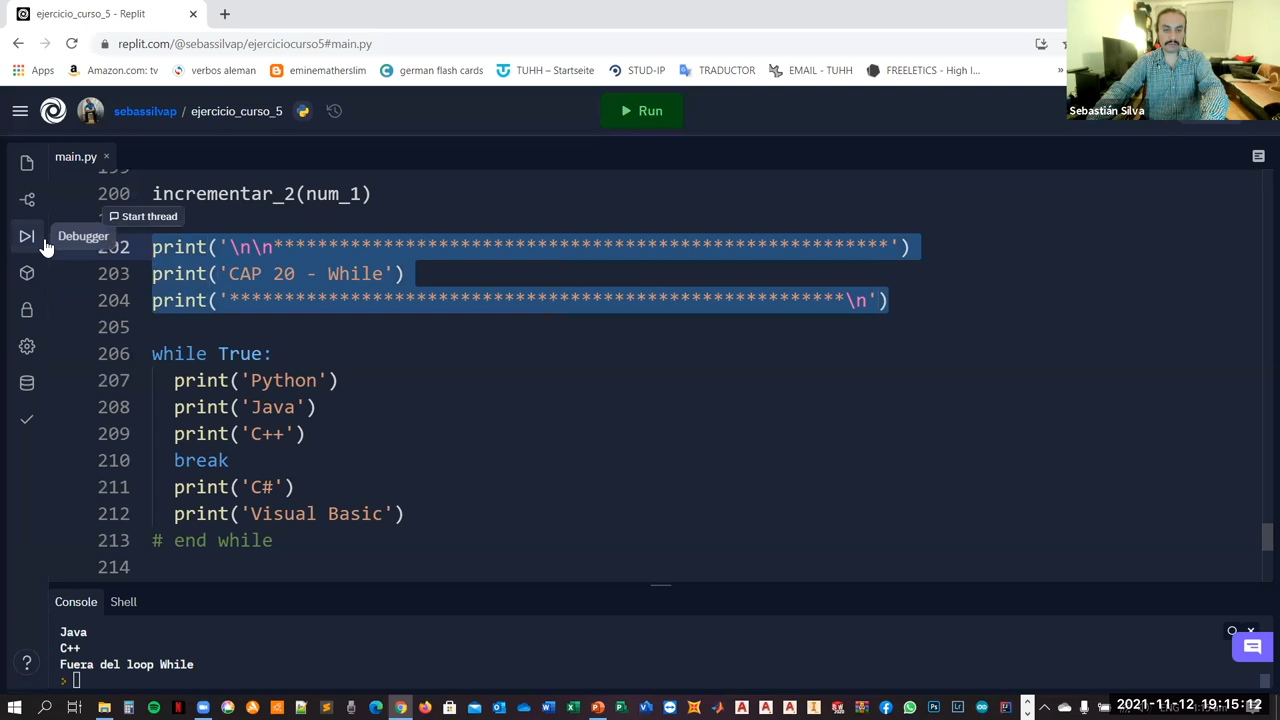 ejercicio_curso_5 - Replit
replit.com/@sebassilvap/ejerciciocurso5#main.py
Apps
Amazon.com: tv
verbos aleman
eminematherslim
german flash cards
TUHH – Startseite
STUD-IP
TRADUCTOR
EMAIL - TUHH
FREELETICS - High I...
»
Sebastián Silva
sebassilvap / ejercicio_curso_5
Run
main.py
200 incrementar_2(num_1)
Start thread
Debugger
202 print('\n\n********************************************************')
203 print('CAP 20 - While')
204 print('********************************************************\n')
205
206 while True:
207 print('Python')
208 print('Java')
209 print('C++')
210 break
211 print('C#')
212 print('Visual Basic')
213 # end while
214
Console Shell
Java
C++
Fuera del loop While
2021-11-12 19:15:12